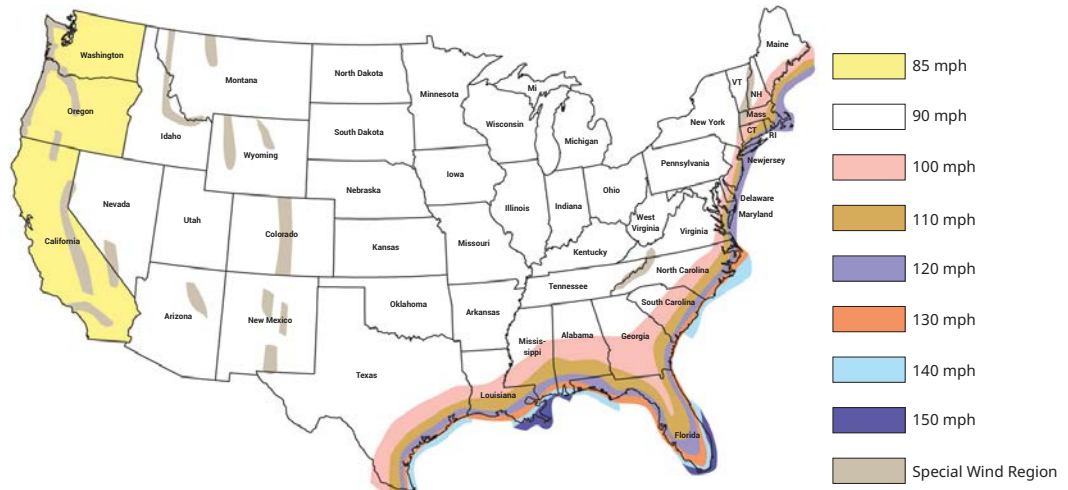 Washington
Oregon
California
Nevada
Idaho
Montana
Wyoming
Utah
Colorado
Arizona
New Mexico
North Dakota
South Dakota
Nebraska
Kansas
Oklahoma
Texas
Minnesota
Iowa
Missouri
Arkansas
Louisiana
Wisconsin
Mi
Michigan
Illinois
Indiana
Ohio
Kentucky
Tennessee
Missis-
sippi
Alabama
Georgia
Florida
South Carolina
North Carolina
Virginia
West
Virginia
Pennsylvania
New York
Maine
VT
NH
Mass
CT
RI
Newjersey
Delaware
Maryland
85 mph
90 mph
100 mph
110 mph
120 mph
130 mph
140 mph
150 mph
Special Wind Region